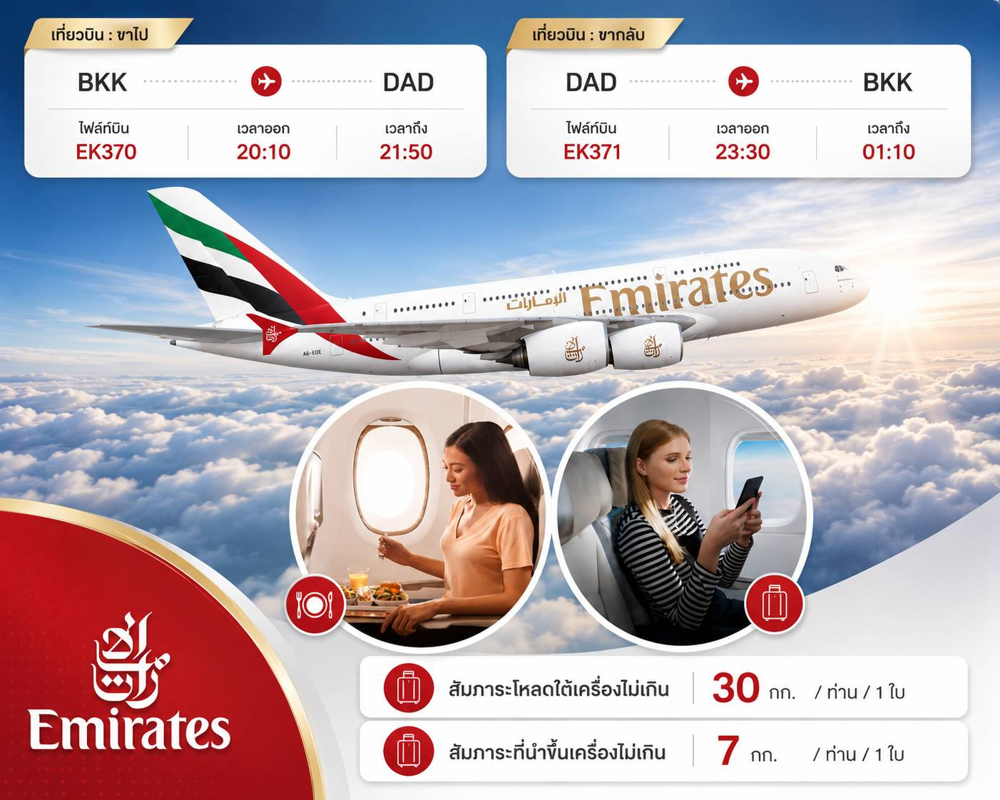 เที่ยวบิน : ขาไป
BKK DAD
ไฟล์ท์บิน เวลาออก เวลาถึง
EK370 20:10 21:50
เที่ยวบิน : ขากลับ
DAD BKK
ไฟล์ท์บิน เวลาออก เวลาถึง
EK371 23:30 01:10
الإمارات Emirates
A6-EOE
Emirates
สัมภาระโหลดใต้เครื่องไม่เกิน 30 กก. / ท่าน / 1 ใบ
สัมภาระที่นำขึ้นเครื่องไม่เกิน 7 กก. / ท่าน / 1 ใบ